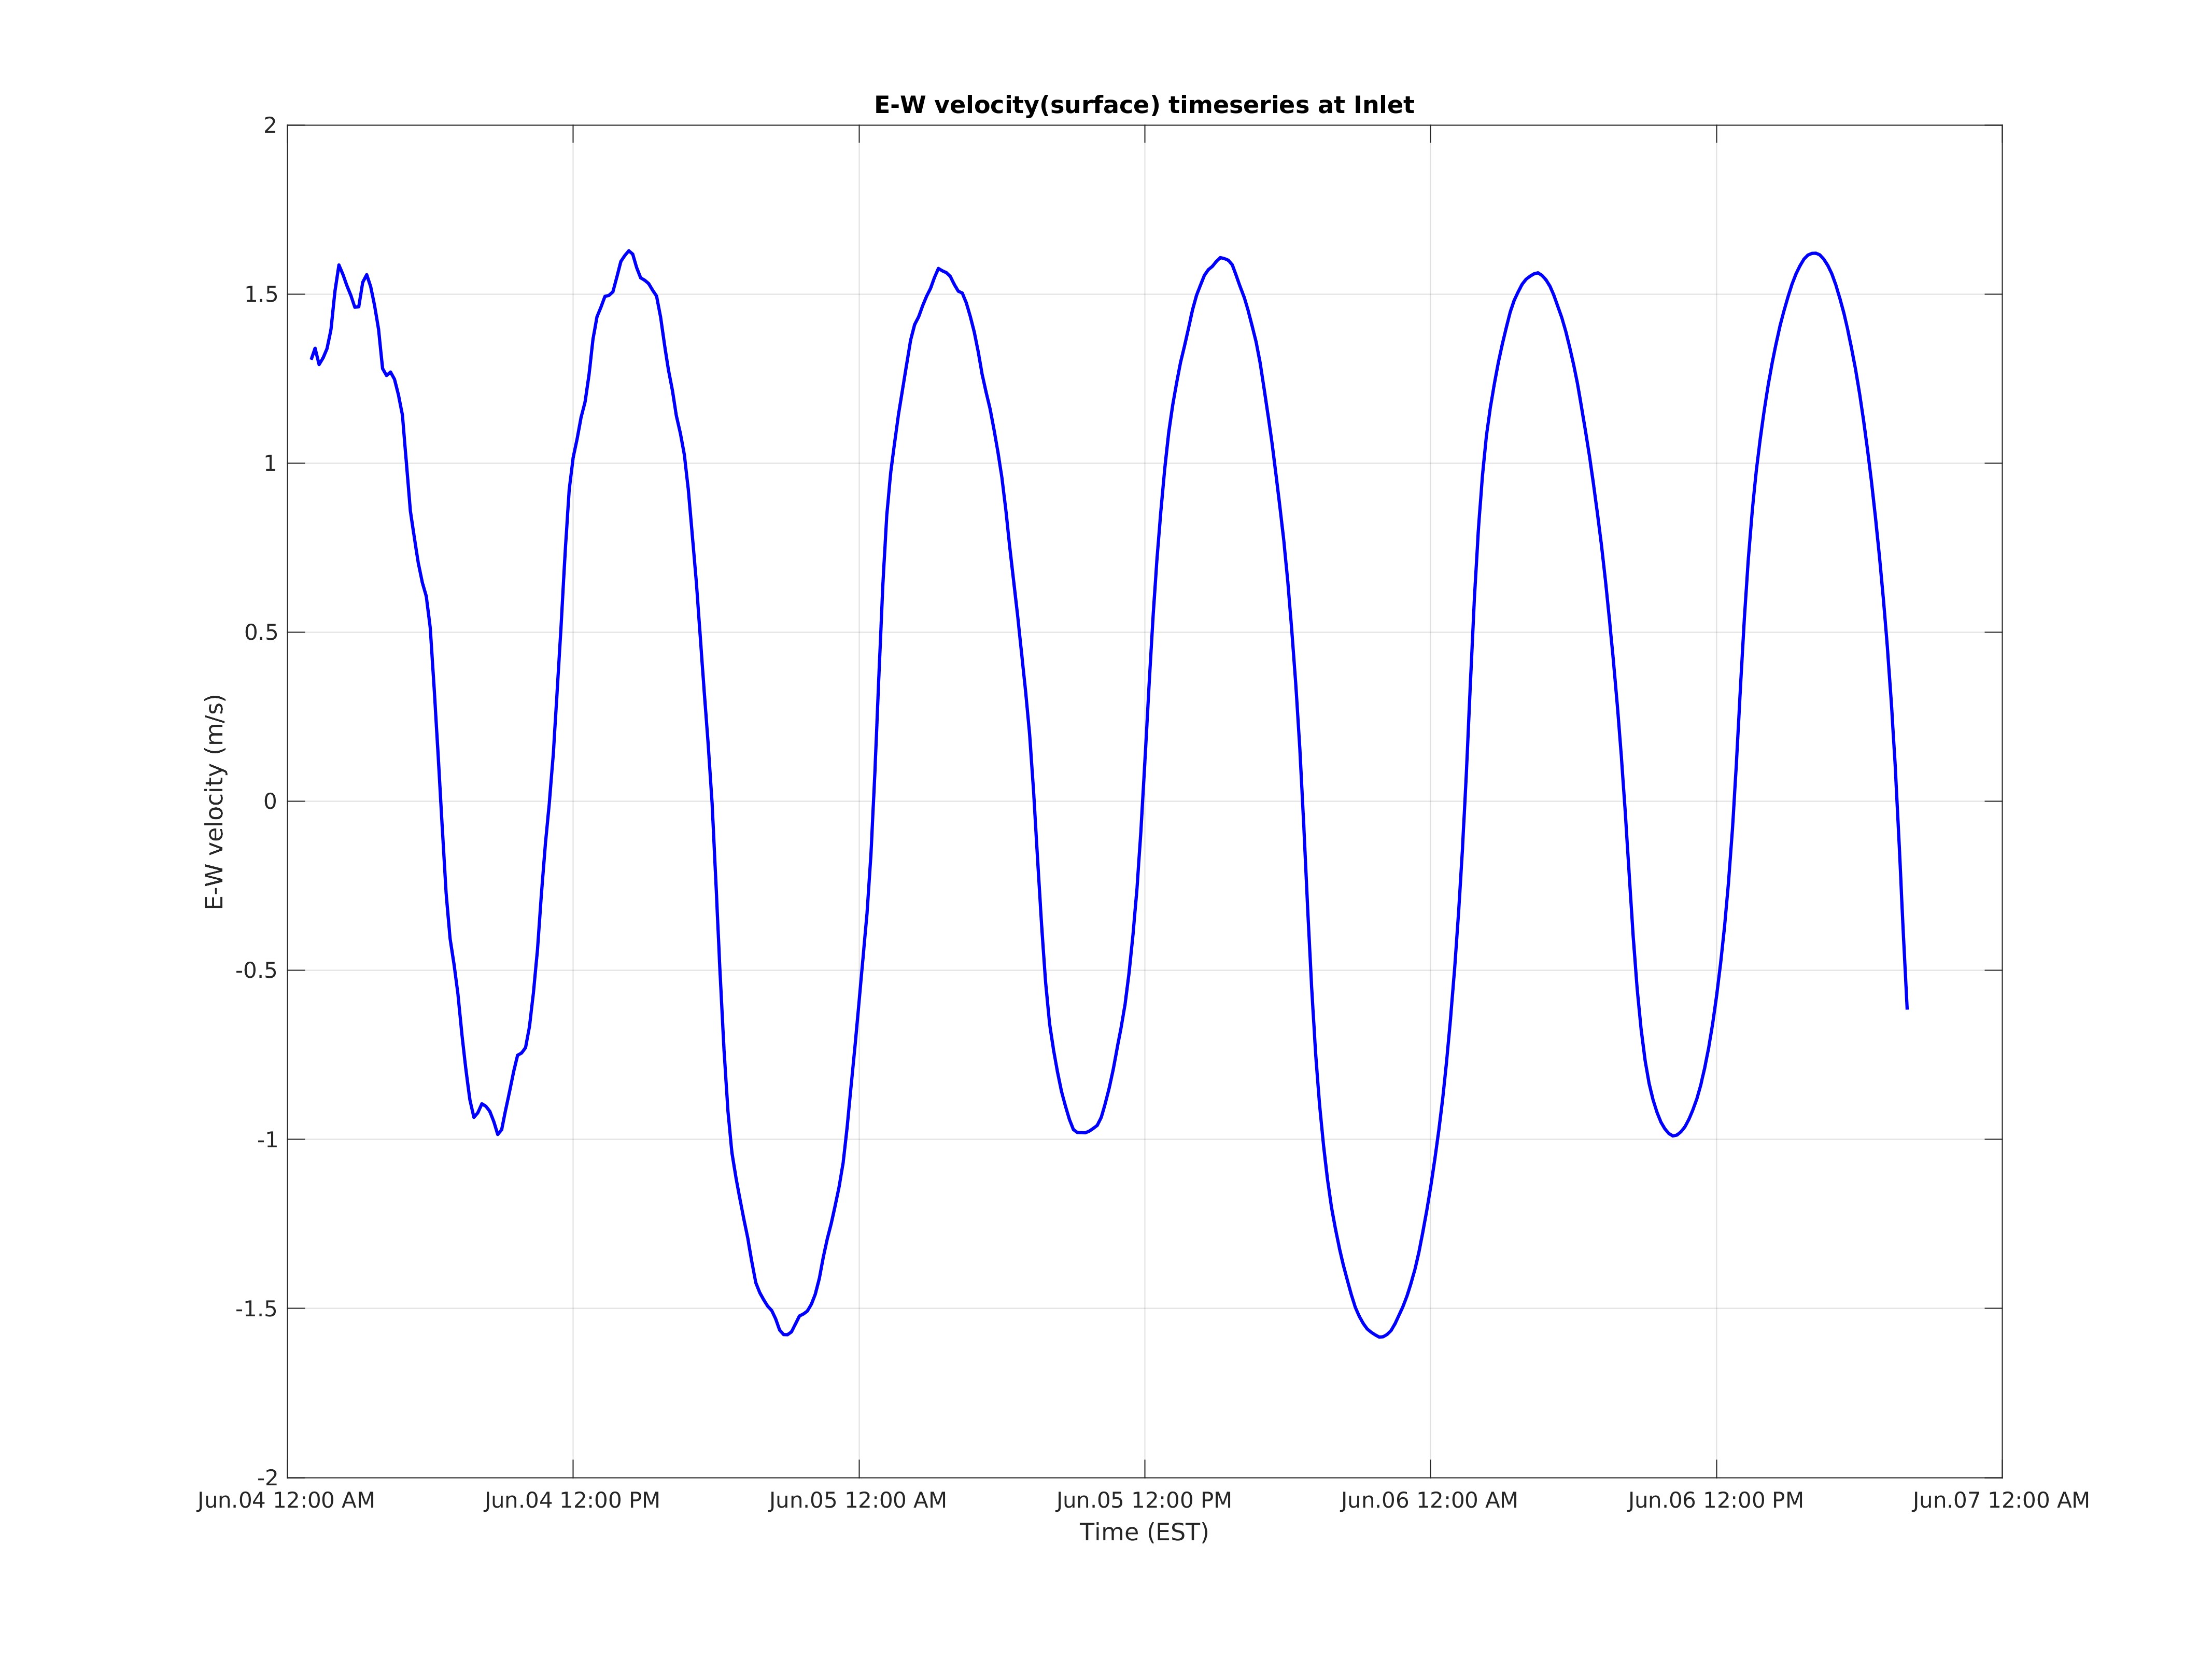 E-W velocity(surface) timeseries at Inlet
2
1.5
1
0.5
0
-0.5
-1
-1.5
-2
E-W velocity (m/s)
Jun.04 12:00 AM Jun.04 12:00 PM Jun.05 12:00 AM Jun.05 12:00 PM Jun.06 12:00 AM Jun.06 12:00 PM Jun.07 12:00 AM
Time (EST)